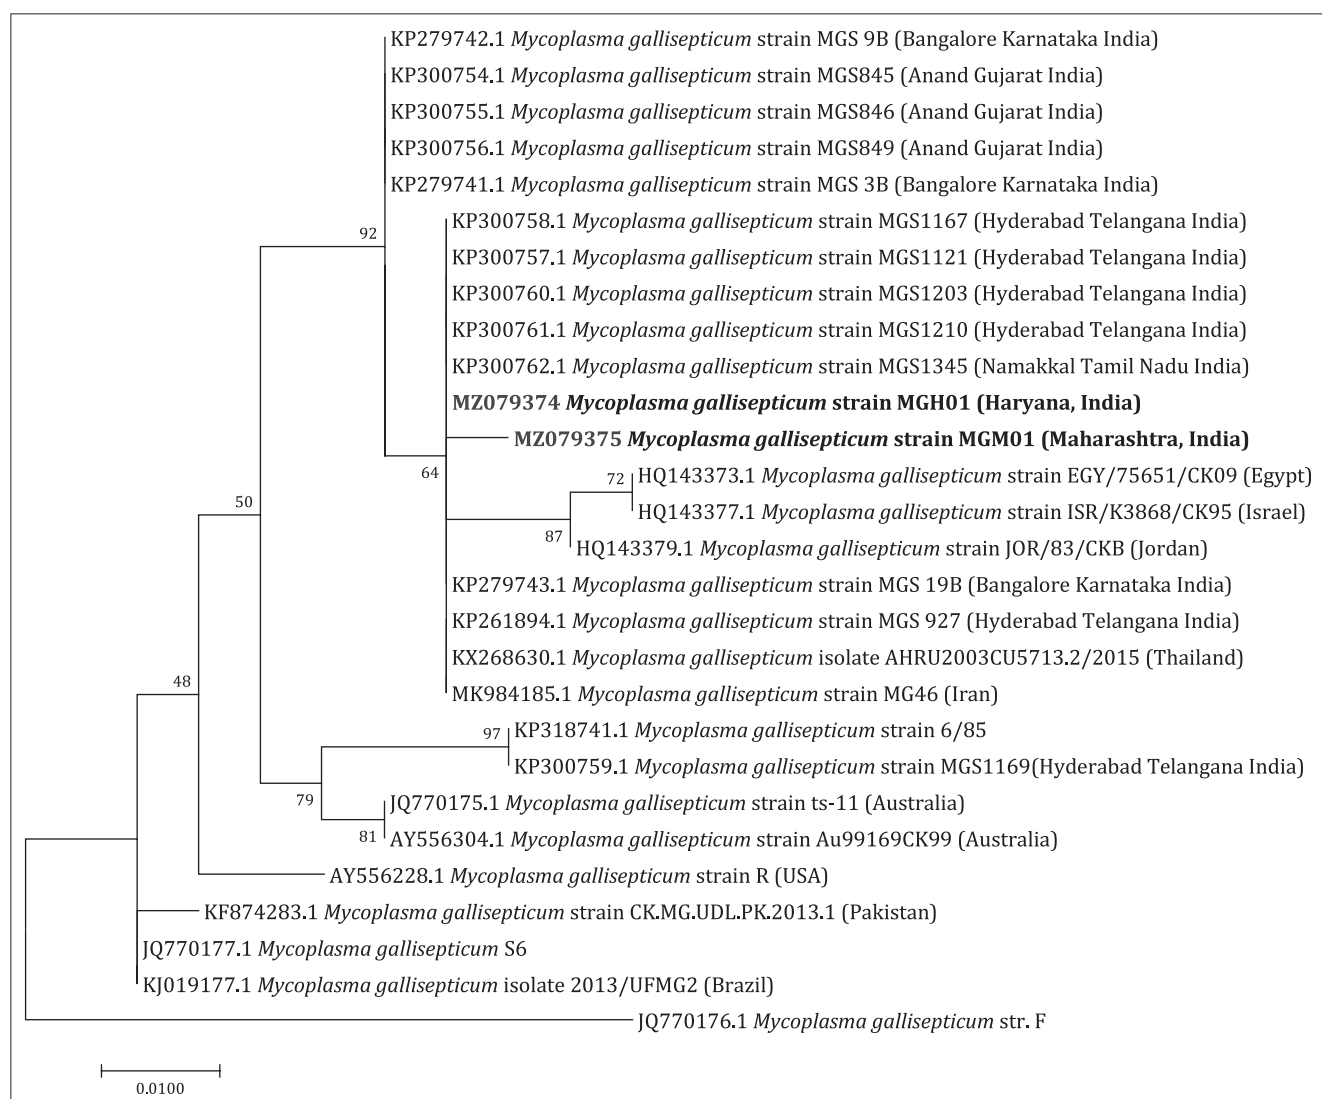 KP279742.1 Mycoplasma gallisepticum strain MGS 9B (Bangalore Karnataka India)
KP300754.1 Mycoplasma gallisepticum strain MGS845 (Anand Gujarat India)
KP300755.1 Mycoplasma gallisepticum strain MGS846 (Anand Gujarat India)
KP300756.1 Mycoplasma gallisepticum strain MGS849 (Anand Gujarat India)
KP279741.1 Mycoplasma gallisepticum strain MGS 3B (Bangalore Karnataka India)
KP300758.1 Mycoplasma gallisepticum strain MGS1167 (Hyderabad Telangana India)
92
KP300757.1 Mycoplasma gallisepticum strain MGS1121 (Hyderabad Telangana India)
KP300760.1 Mycoplasma gallisepticum strain MGS1203 (Hyderabad Telangana India)
KP300761.1 Mycoplasma gallisepticum strain MGS1210 (Hyderabad Telangana India)
KP300762.1 Mycoplasma gallisepticum strain MGS1345 (Namakkal Tamil Nadu India)
MZ079374 Mycoplasma gallisepticum strain MGH01 (Haryana, India)
MZ079375 Mycoplasma gallisepticum strain MGM01 (Maharashtra, India)
64
72
HQ143373.1 Mycoplasma gallisepticum strain EGY/75651/CK09 (Egypt)
50
HQ143377.1 Mycoplasma gallisepticum strain ISR/K3868/CK95 (Israel)
87
HQ143379.1 Mycoplasma gallisepticum strain JOR/83/CKB (Jordan)
KP279743.1 Mycoplasma gallisepticum strain MGS 19B (Bangalore Karnataka India)
KP261894.1 Mycoplasma gallisepticum strain MGS 927 (Hyderabad Telangana India)
KX268630.1 Mycoplasma gallisepticum isolate AHRU2003CU5713.2/2015 (Thailand)
48
MK984185.1 Mycoplasma gallisepticum strain MG46 (Iran)
97
KP318741.1 Mycoplasma gallisepticum strain 6/85
KP300759.1 Mycoplasma gallisepticum strain MGS1169(Hyderabad Telangana India)
79
JQ770175.1 Mycoplasma gallisepticum strain ts-11 (Australia)
81
AY556304.1 Mycoplasma gallisepticum strain Au99169CK99 (Australia)
AY556228.1 Mycoplasma gallisepticum strain R (USA)
KF874283.1 Mycoplasma gallisepticum strain CK.MG.UDL.PK.2013.1 (Pakistan)
JQ770177.1 Mycoplasma gallisepticum S6
KJ019177.1 Mycoplasma gallisepticum isolate 2013/UFMG2 (Brazil)
JQ770176.1 Mycoplasma gallisepticum str. F
0.0100